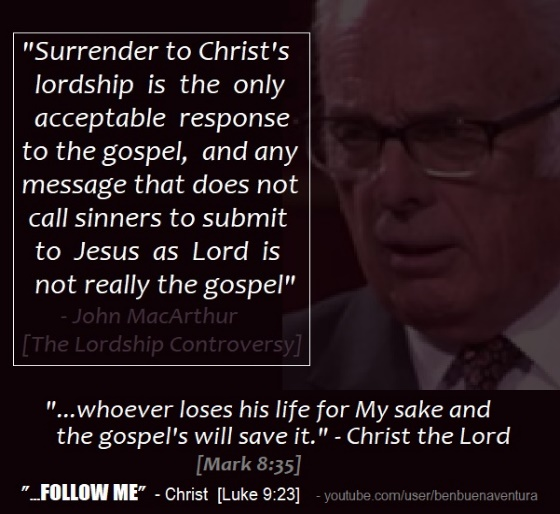 "Surrender to Christ's
lordship is the only
acceptable response
to the gospel, and any
message that does not
call sinners to submit
to Jesus as Lord is
not really the gospel"
- John MacArthur
[The Lordship Controversy]
"...whoever loses his life for My sake and
the gospel's will save it." - Christ the Lord
[Mark 8:35]
"...FOLLOW ME" - Christ [Luke 9:23] - youtube.com/user/benbuenaventura